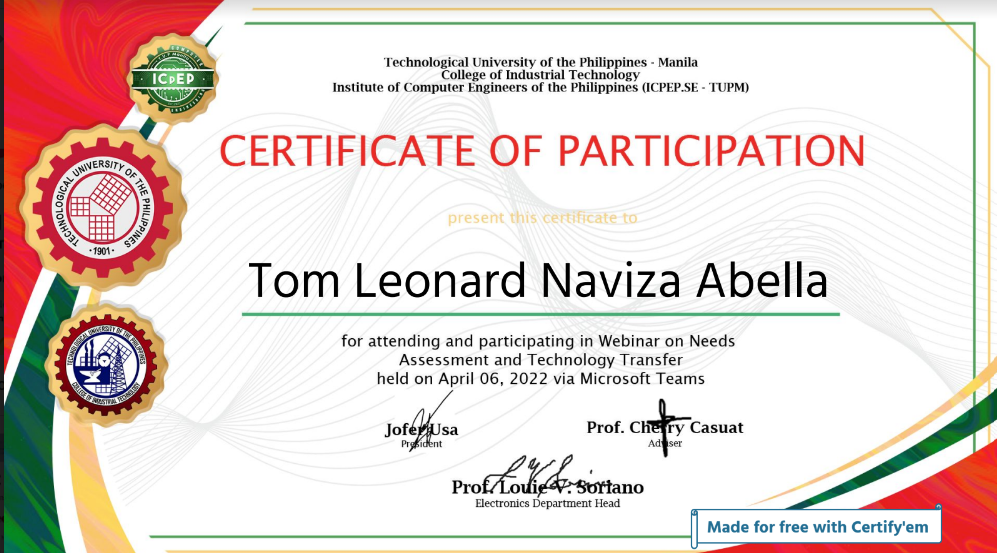 Technological University of the Philippines - Manila
College of Industrial Technology
Institute of Computer Engineers of the Philippines (ICPEP.SE - TUPM)
ICPEP
CERTIFICATE OF PARTICIPATION
TECHNOLOGICAL UNIVERSITY OF THE PHILIPPINES
· 1901 ·
present this certificate to
Tom Leonard Naviza Abella
TECHNOLOGICAL UNIVERSITY OF THE PHILIPPINES
COLLEGE OF INDUSTRIAL TECHNOLOGY
for attending and participating in Webinar on Needs
Assessment and Technology Transfer
held on April 06, 2022 via Microsoft Teams
Jofer Usa
President
Prof. Cherry Casuat
Adviser
Prof. Louie V. Soriano
Electronics Department Head
Made for free with Certify'em